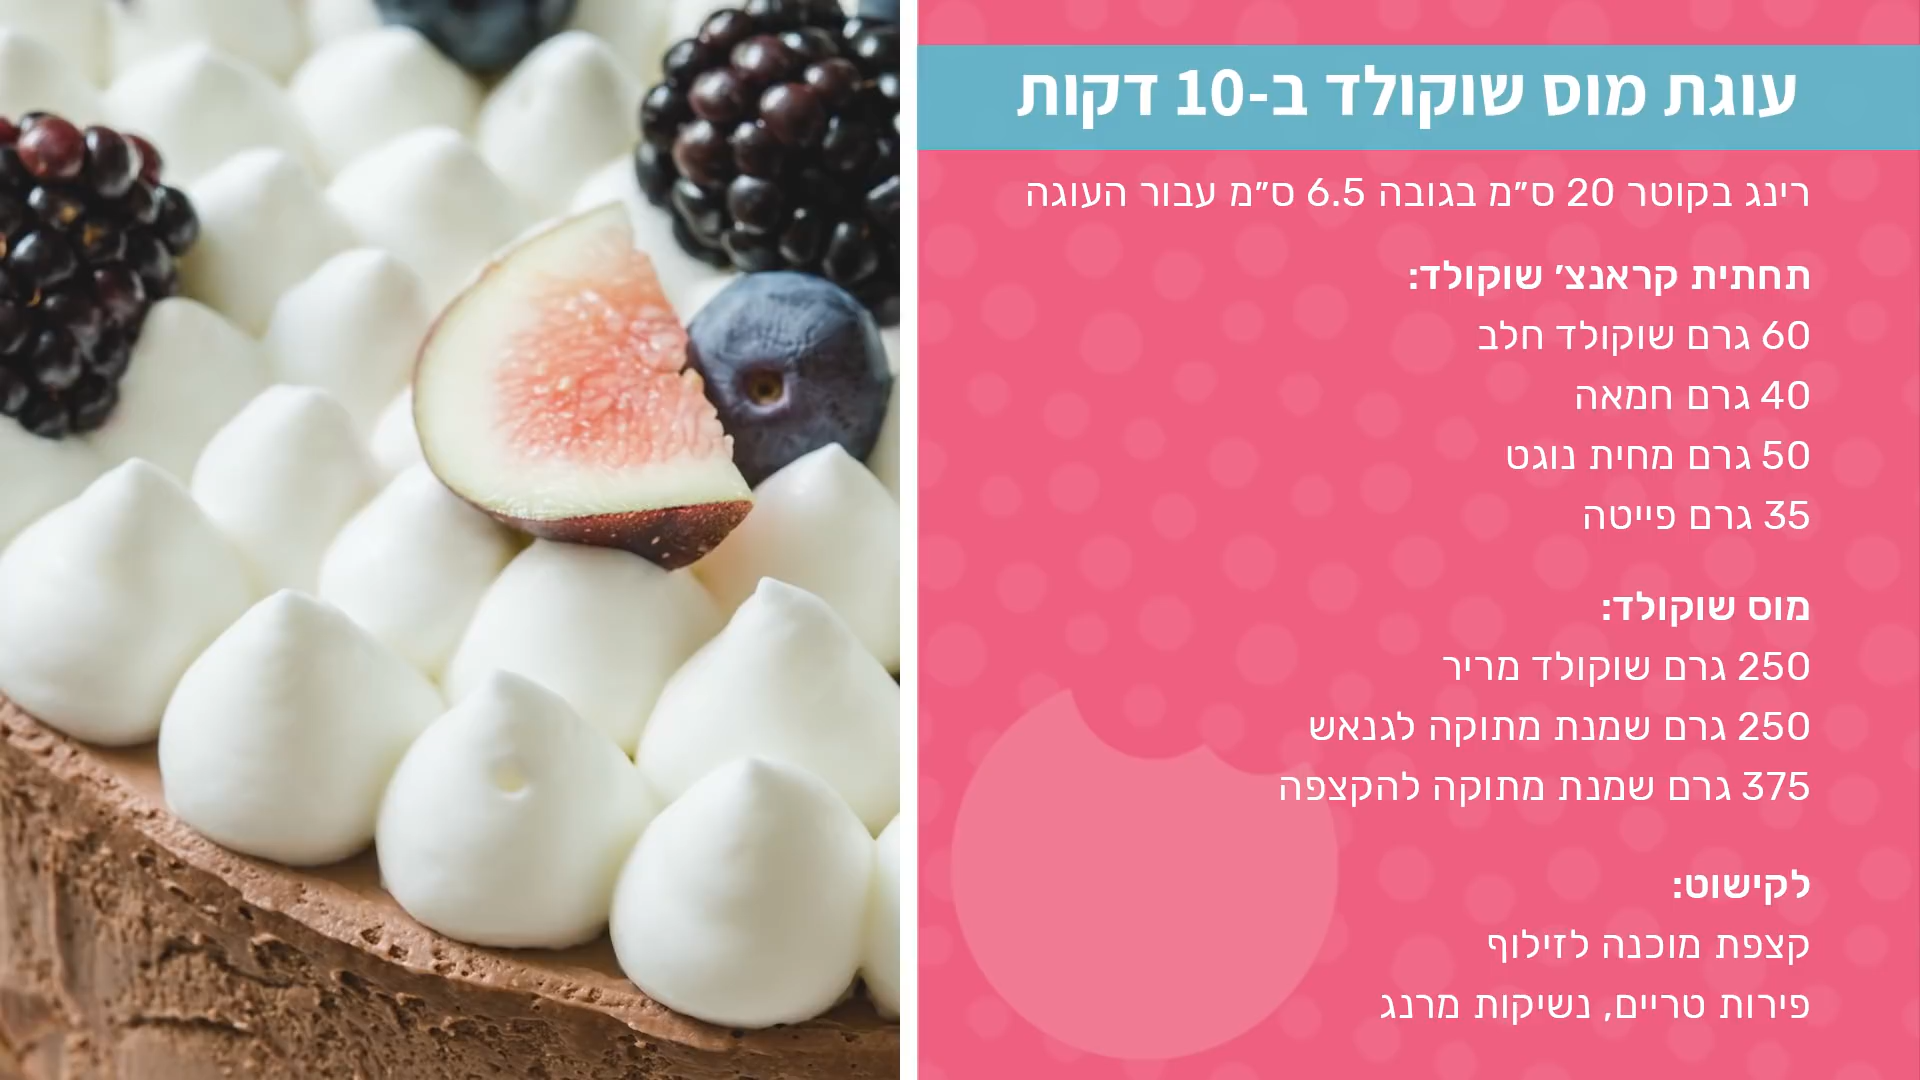 עוגת מוס שוקולד ב-10 דקות
רינג בקוטר 20 ס״מ בגובה 6.5 ס״מ עבור העוגה
תחתית קראנצ׳ שוקולד:
60 גרם שוקולד חלב
40 גרם חמאה
50 גרם מחית נוגט
35 גרם פייטה
מוס שוקולד:
250 גרם שוקולד מריר
250 גרם שמנת מתוקה לגנאש
375 גרם שמנת מתוקה להקצפה
לקישוט:
קצפת מוכנה לזילוף
פירות טריים, נשיקות מרנג